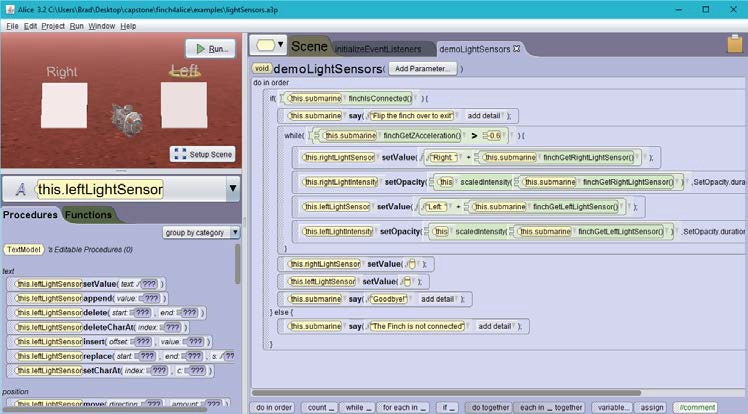 Alice 3.2 C:\Users\Brad\Desktop\capstone\finch4alice\examples\lightSensors.a3p
File Edit Project Run Window Help
Run...
Right Left
Setup Scene
this.leftLightSensor
Procedures Functions
group by category
TextModel 's Editable Procedures (0)
text
this.leftLightSensor setValue( text: ??? )
this.leftLightSensor append( value: ??? )
this.leftLightSensor delete( start: ??? , end: ??? )
this.leftLightSensor deleteCharAt( index: ??? )
this.leftLightSensor insert( offset: ??? , value: ??? )
this.leftLightSensor replace( start: ??? , end: ??? , s: ??
this.leftLightSensor setCharAt( index: ??? , c: ??? )
position
this.leftLightSensor move( direction: ??? , amount: ??? )
Scene initializeEventListeners demoLightSensors
void demoLightSensors( Add Parameter... )
do in order
if( this.submarine finchIsConnected() ) {
this.submarine say( "Flip the finch over to exit" add detail );
while( this.submarine finchGetZAcceleration() > -0.6 ) {
this.rightLightSensor setValue( "Right: " + this.submarine finchGetRightLightSensor() );
this.rightLightIntensity setOpacity( this scaledIntensity( this.submarine finchGetRightLightSensor() ) ,SetOpacity.dura
this.leftLightSensor setValue( "Left: " + this.submarine finchGetLeftLightSensor() );
this.leftLightIntensity setOpacity( this scaledIntensity( this.submarine finchGetLeftLightSensor() ) ,SetOpacity duration
}
this.rightLightSensor setValue( "" );
this.leftLightSensor setValue( "" );
this.submarine say( "Goodbye!" add detail );
} else {
this.submarine say( "The Finch is not connected" add detail );
}
do in order count _ while _ for each in _ if _ do together each in _ together variable... assign //comment